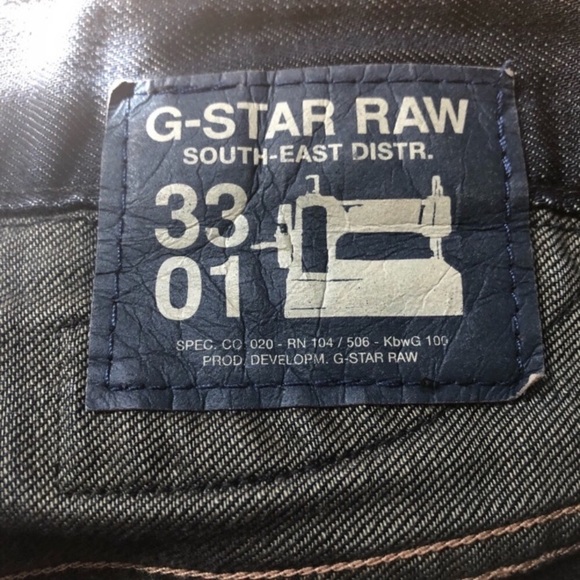 G-STAR RAW
SOUTH-EAST DISTR.
33
01
SPEC. CO 020 - RN 104 / 506 - KbwG 100
PROD. DEVELOPM. G-STAR RAW